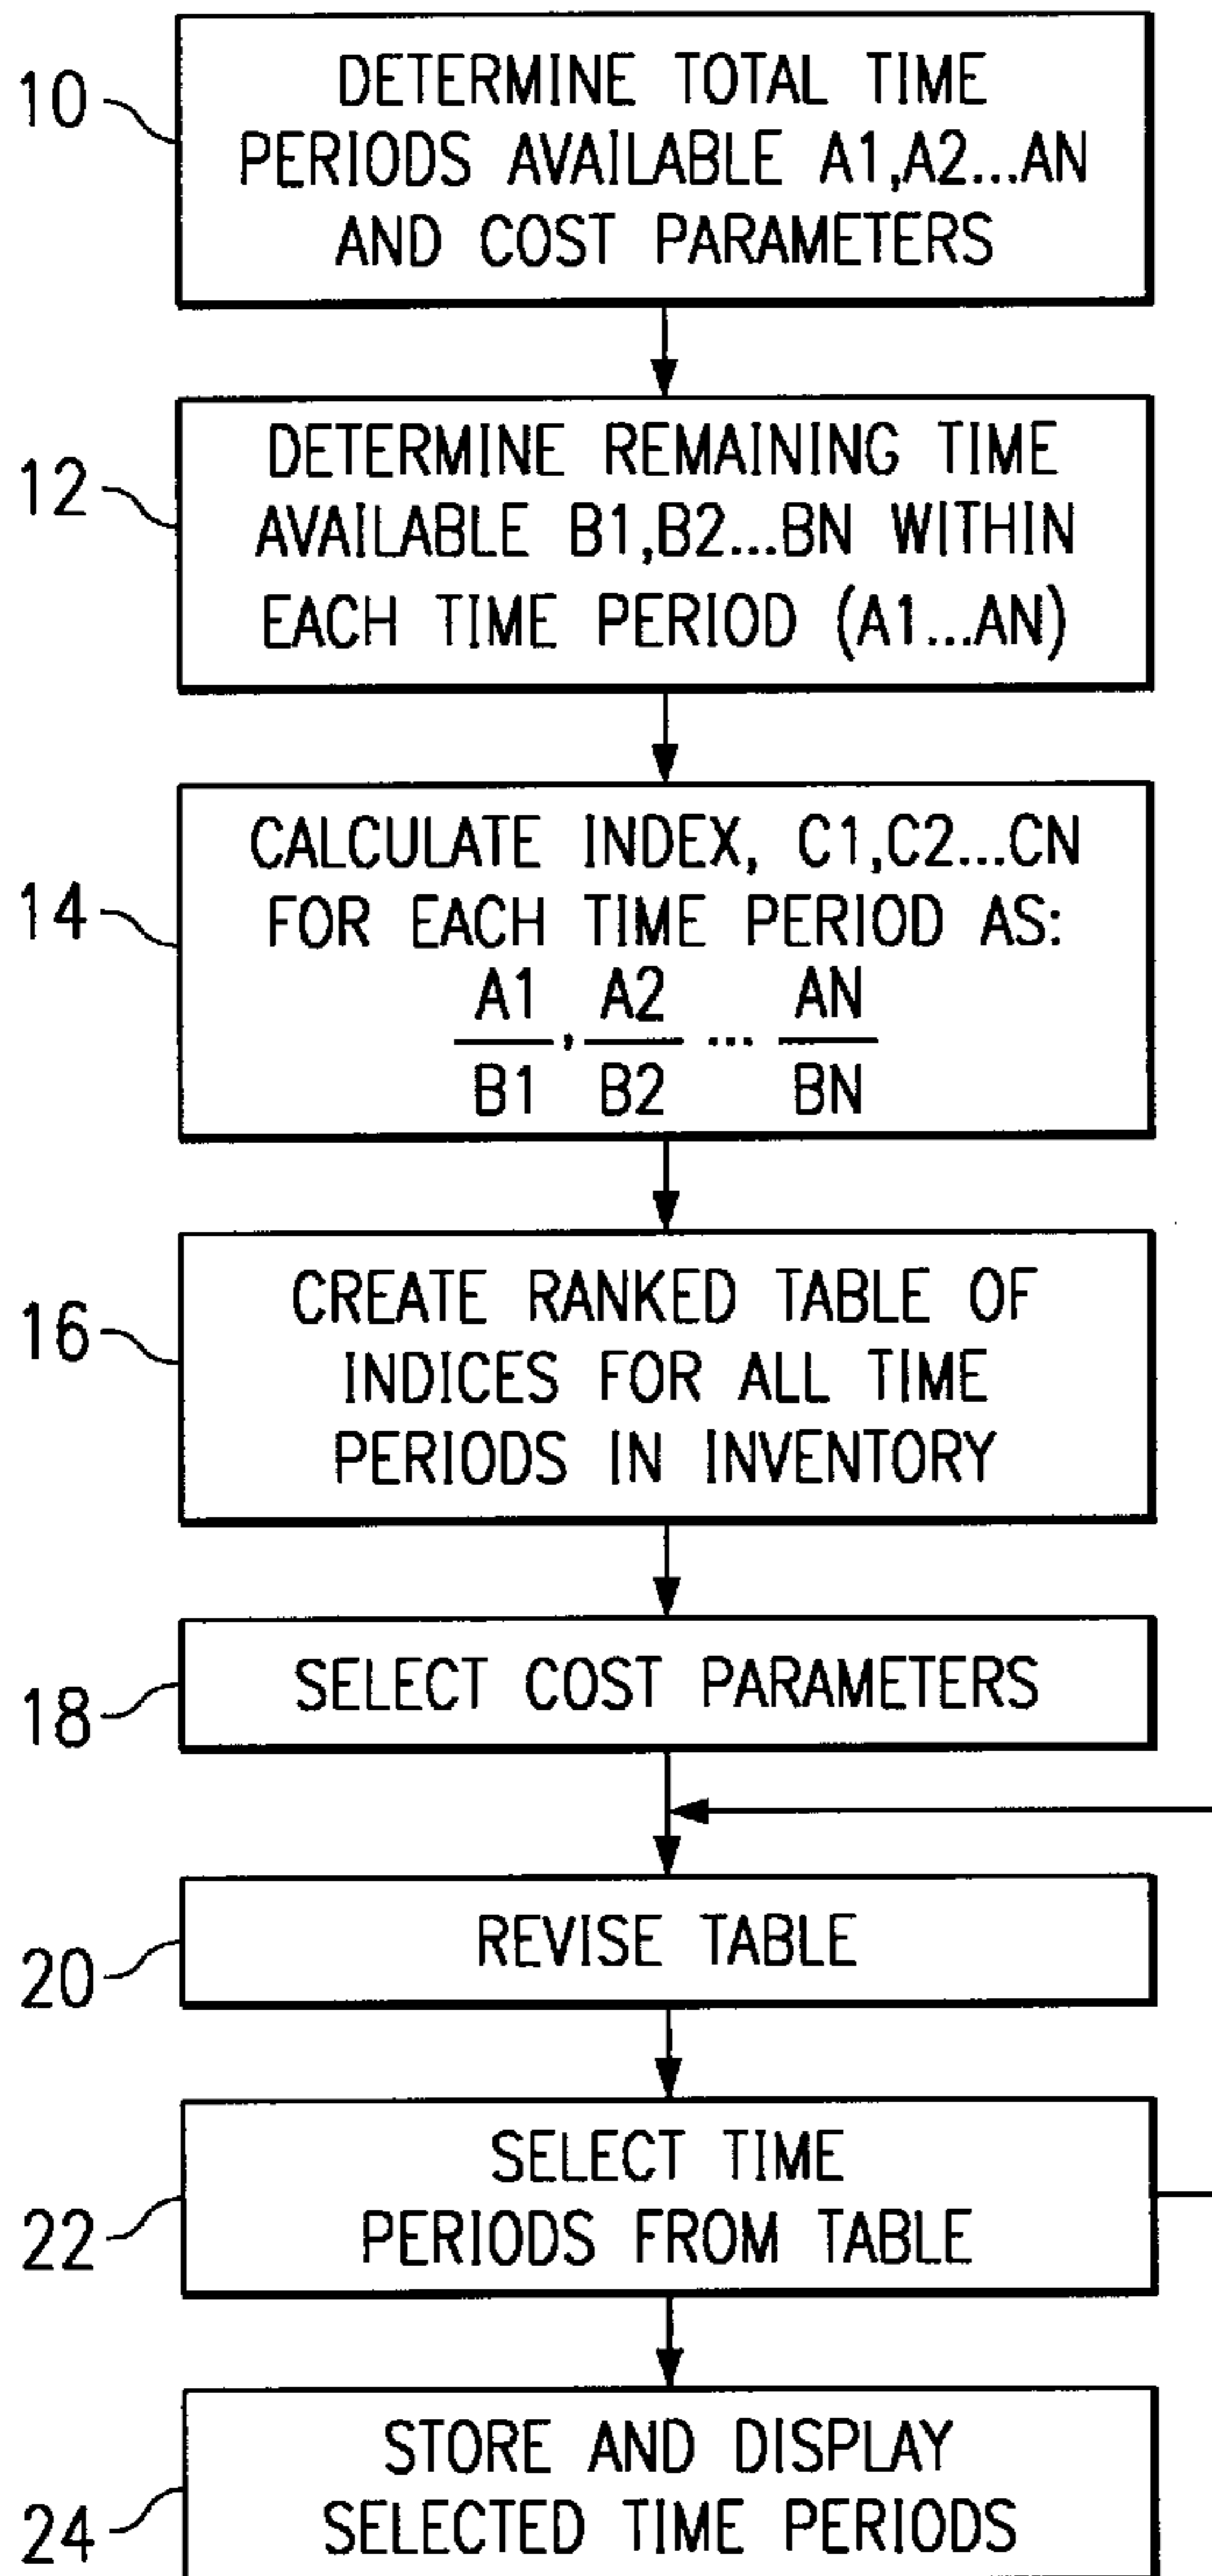 10
DETERMINE TOTAL TIME
PERIODS AVAILABLE A1,A2...AN
AND COST PARAMETERS
12
DETERMINE REMAINING TIME
AVAILABLE B1,B2...BN WITHIN
EACH TIME PERIOD (A1...AN)
14
CALCULATE INDEX, C1,C2...CN
FOR EACH TIME PERIOD AS:
A1 A2 AN
, ...
B1 B2 BN
16
CREATE RANKED TABLE OF
INDICES FOR ALL TIME
PERIODS IN INVENTORY
18
SELECT COST PARAMETERS
20
REVISE TABLE
22
SELECT TIME
PERIODS FROM TABLE
24
STORE AND DISPLAY
SELECTED TIME PERIODS